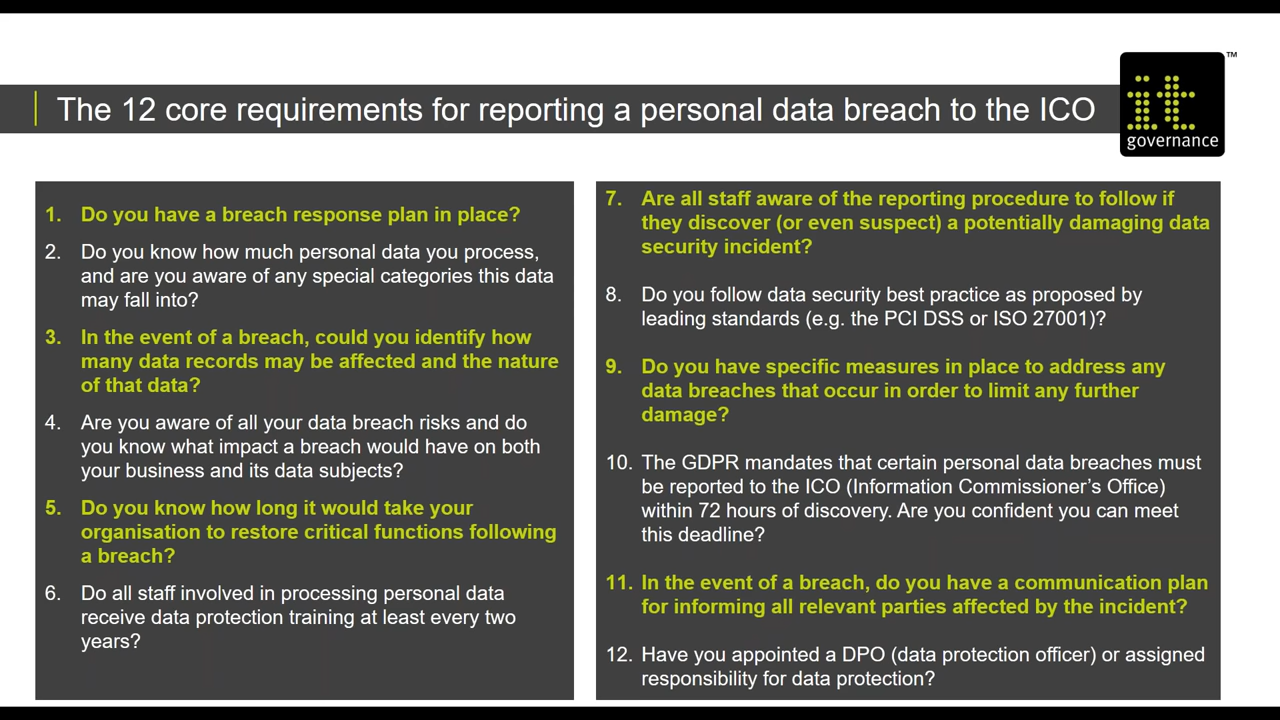 The 12 core requirements for reporting a personal data breach to the ICO
it
governance
TM
1. Do you have a breach response plan in place?
2. Do you know how much personal data you process,
and are you aware of any special categories this data
may fall into?
3. In the event of a breach, could you identify how
many data records may be affected and the nature
of that data?
4. Are you aware of all your data breach risks and do
you know what impact a breach would have on both
your business and its data subjects?
5. Do you know how long it would take your
organisation to restore critical functions following
a breach?
6. Do all staff involved in processing personal data
receive data protection training at least every two
years?
7. Are all staff aware of the reporting procedure to follow if
they discover (or even suspect) a potentially damaging data
security incident?
8. Do you follow data security best practice as proposed by
leading standards (e.g. the PCI DSS or ISO 27001)?
9. Do you have specific measures in place to address any
data breaches that occur in order to limit any further
damage?
10. The GDPR mandates that certain personal data breaches must
be reported to the ICO (Information Commissioner’s Office)
within 72 hours of discovery. Are you confident you can meet
this deadline?
11. In the event of a breach, do you have a communication plan
for informing all relevant parties affected by the incident?
12. Have you appointed a DPO (data protection officer) or assigned
responsibility for data protection?